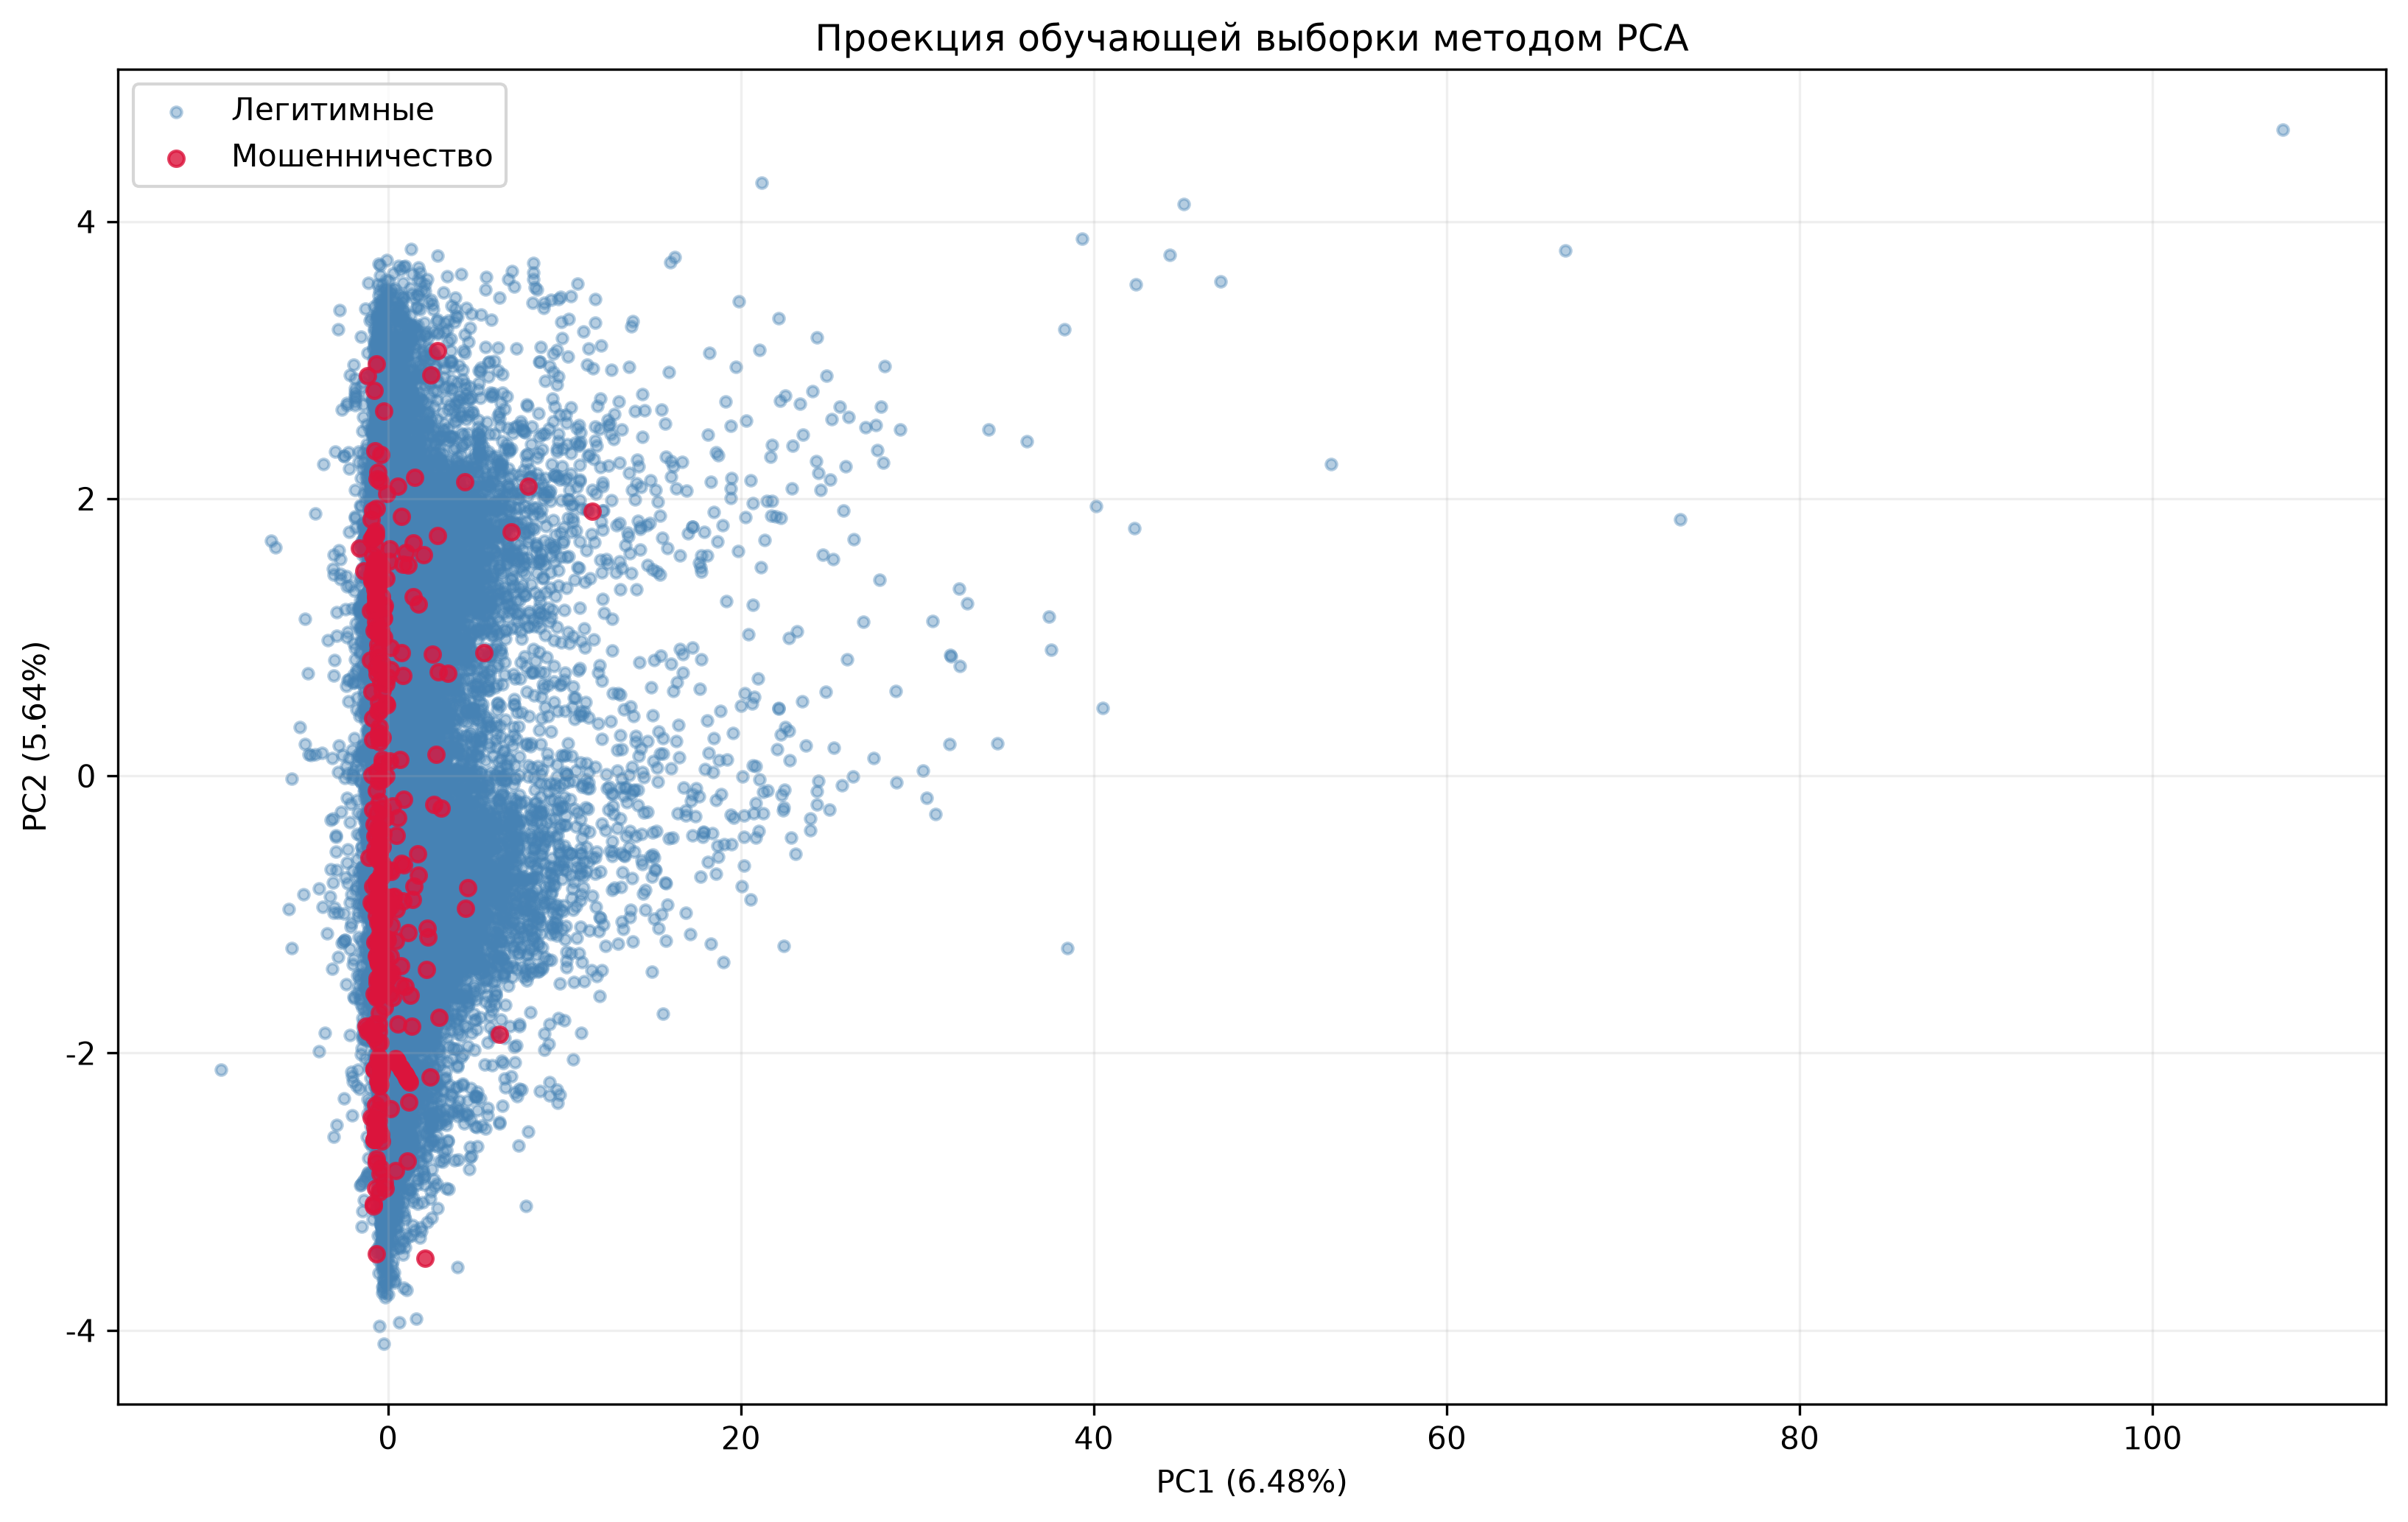 Проекция обучающей выборки методом PCA
Легитимные
Мошенничество
4
2
0
-2
-4
PC2 (5.64%)
0
20
40
60
80
100
PC1 (6.48%)